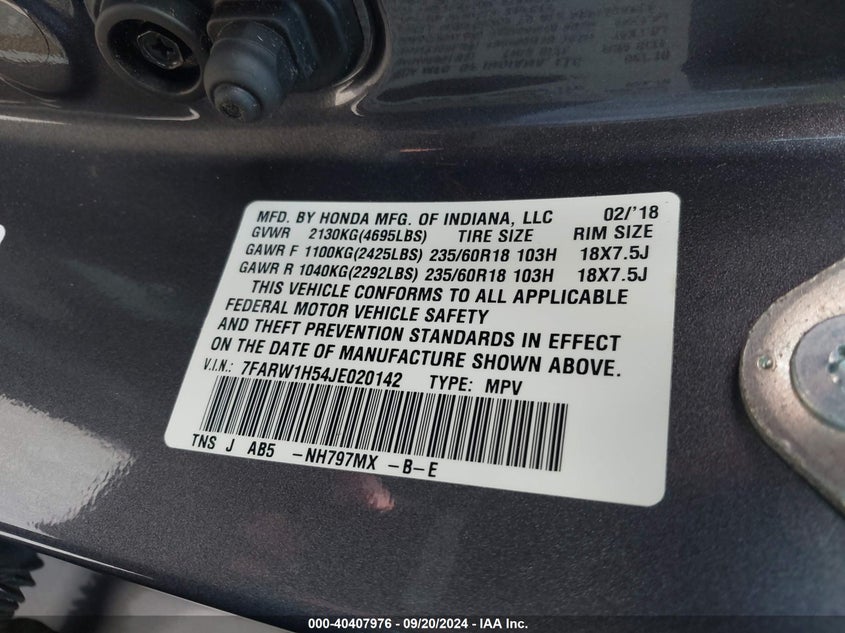 MFD. BY HONDA MFG. OF INDIANA, LLC 02/'18
GVWR 2130KG(4695LBS) TIRE SIZE RIM SIZE
GAWR F 1100KG(2425LBS) 235/60R18 103H 18X7.5J
GAWR R 1040KG(2292LBS) 235/60R18 103H 18X7.5J
THIS VEHICLE CONFORMS TO ALL APPLICABLE
FEDERAL MOTOR VEHICLE SAFETY
AND THEFT PREVENTION STANDARDS IN EFFECT
ON THE DATE OF MANUFACTURE SHOWN ABOVE.
V.I.N.: 7FARW1H54JE020142 TYPE: MPV
TNS J AB5 -NH797MX -B-E
000-40407976 - 09/20/2024 - IAA Inc.